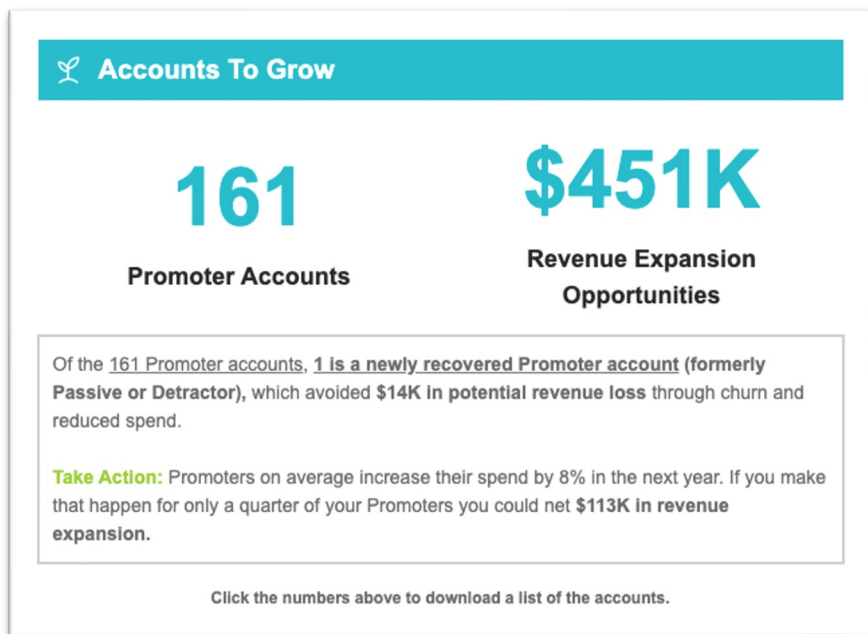 Accounts To Grow
161
Promoter Accounts
$451K
Revenue Expansion
Opportunities
Of the 161 Promoter accounts, 1 is a newly recovered Promoter account (formerly
Passive or Detractor), which avoided $14K in potential revenue loss through churn and
reduced spend.
Take Action: Promoters on average increase their spend by 8% in the next year. If you make
that happen for only a quarter of your Promoters you could net $113K in revenue
expansion.
Click the numbers above to download a list of the accounts.